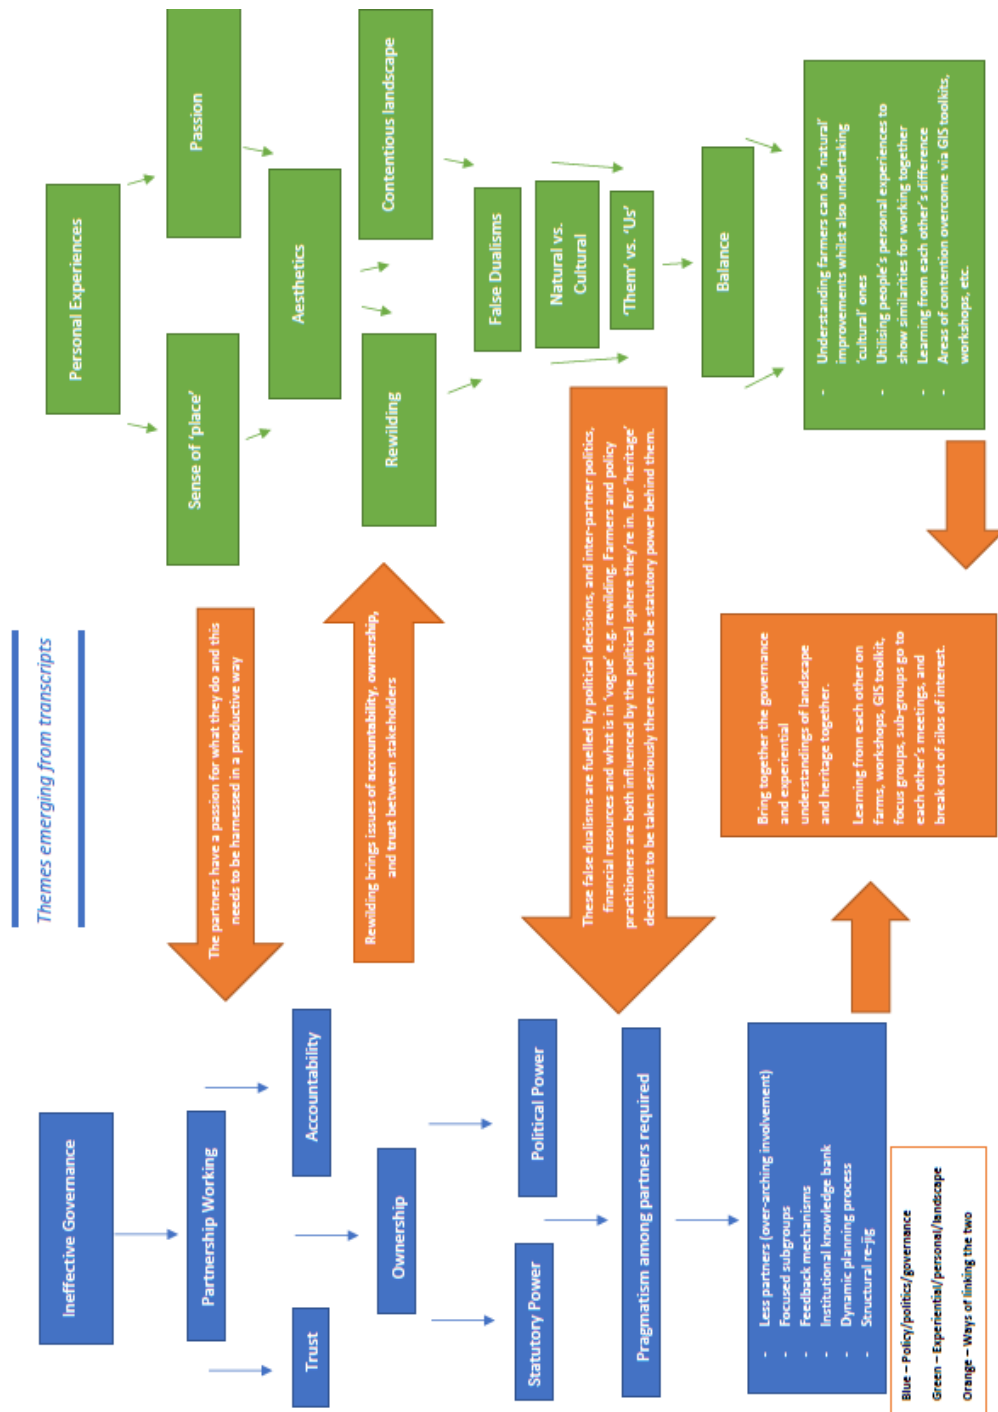 Themes emerging from transcripts
Ineffective Governance
Partnership Working
Trust
Accountability
Ownership
Statutory Power
Political Power
Pragmatism among partners required
- Less partners (over-arching involvement)
- Focused subgroups
- Feedback mechanisms
- Institutional knowledge bank
- Dynamic planning process
- Structural re-jig
Blue – Policy/politics/governance
Green – Experiential/personal/landscape
Orange – Ways of linking the two
The partners have a passion for what they do and this
needs to be harnessed in a productive way
Rewilding brings issues of accountability, ownership,
and trust between stakeholders
These false dualisms are fuelled by political decisions, and inter-partner politics,
financial resources and what is in 'vogue' e.g. rewilding. Farmers and policy
practitioners are both influenced by the political sphere they're in. For 'heritage'
decisions to be taken seriously there needs to be statutory power behind them.
Bring together the governance
and experiential
understandings of landscape
and heritage together.
Learning from each other on
farms, workshops, GIS toolkit,
focus groups, sub-groups go to
each other's meetings, and
break out of silos of interest.
Personal Experiences
Sense of 'place'
Passion
Aesthetics
Rewilding
Contentious landscape
False Dualisms
Natural vs.
Cultural
'Them' vs. 'Us'
Balance
- Understanding farmers can do 'natural'
improvements whilst also undertaking
'cultural' ones
- Utilising people's personal experiences to
show similarities for working together
- Learning from each other's difference
- Areas of contention overcome via GIS toolkits,
workshops, etc.